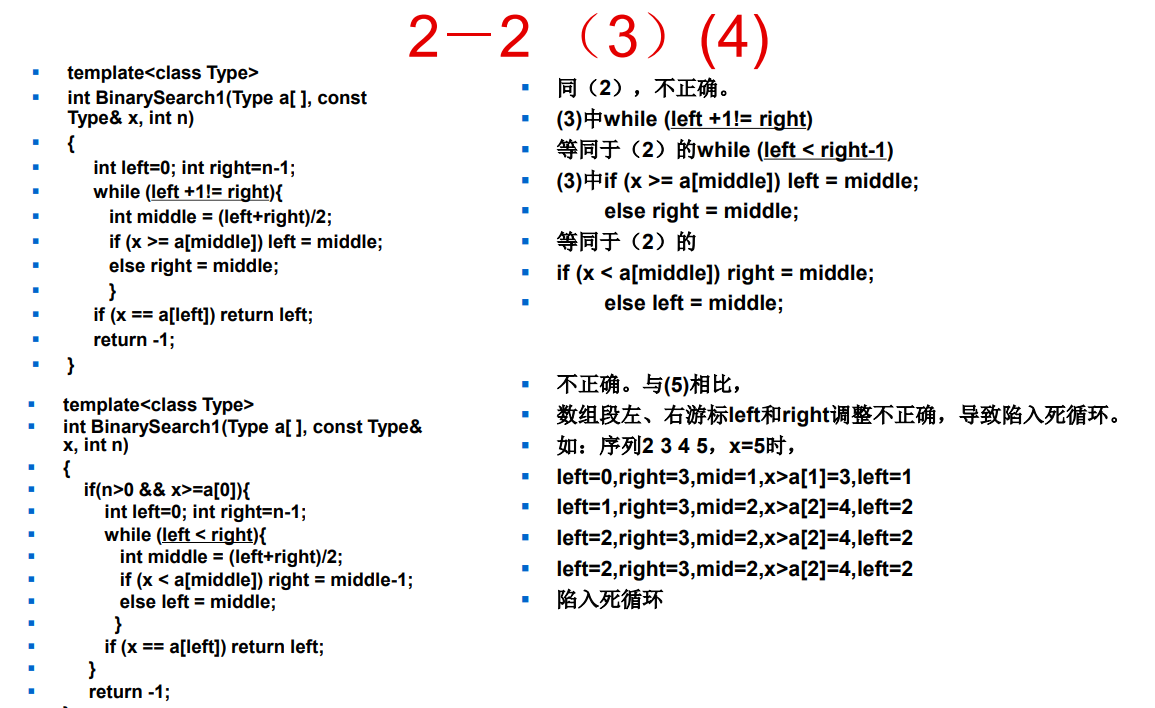 2－2 （3）(4)
template<class Type>
int BinarySearch1(Type a[ ], const
Type& x, int n)
{
int left=0; int right=n-1;
while (left +1!= right){
int middle = (left+right)/2;
if (x >= a[middle]) left = middle;
else right = middle;
}
if (x == a[left]) return left;
return -1;
}
template<class Type>
int BinarySearch1(Type a[ ], const Type&
x, int n)
{
if(n>0 && x>=a[0]){
int left=0; int right=n-1;
while (left < right){
int middle = (left+right)/2;
if (x < a[middle]) right = middle-1;
else left = middle;
}
if (x == a[left]) return left;
}
return -1;
同（2），不正确。
(3)中while (left +1!= right)
等同于（2）的while (left < right-1)
(3)中if (x >= a[middle]) left = middle;
else right = middle;
等同于（2）的
if (x < a[middle]) right = middle;
else left = middle;
不正确。与(5)相比，
数组段左、右游标left和right调整不正确，导致陷入死循环。
如：序列2 3 4 5，x=5时，
left=0,right=3,mid=1,x>a[1]=3,left=1
left=1,right=3,mid=2,x>a[2]=4,left=2
left=2,right=3,mid=2,x>a[2]=4,left=2
left=2,right=3,mid=2,x>a[2]=4,left=2
陷入死循环